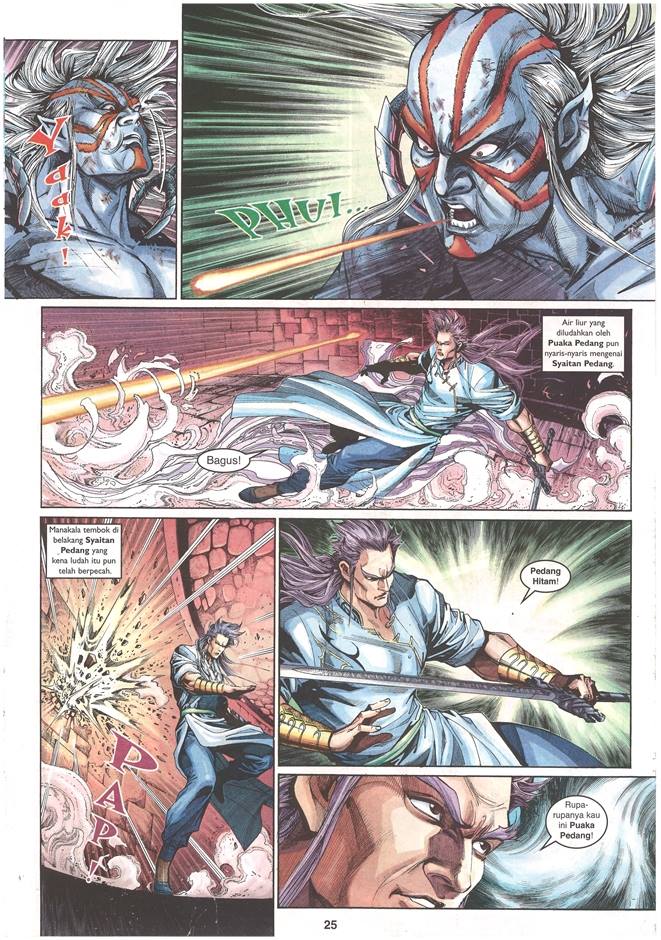 Yaak!
PHUI...
Air liur yang
diludahkan oleh
Puaka Pedang pun
nyaris-nyaris mengenai
Syaitan Pedang.
Bagus!
Manakala tembok di
belakang Syaitan
Pedang yang
kena ludah itu pun
telah berpecah.
PAP!
Pedang
Hitam!
Rupa-
rupanya kau
ini Puaka
Pedang!
25